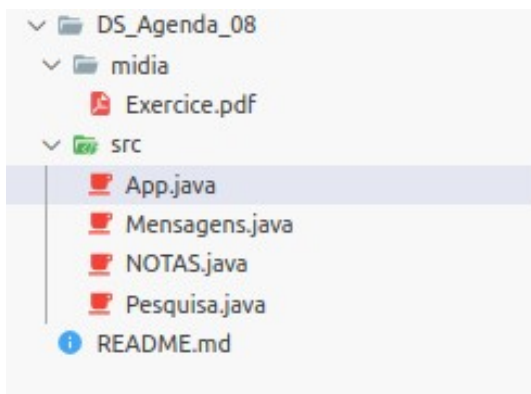 DS_Agenda_08
midia
Exercice.pdf
src
App.java
Mensagens.java
NOTAS.java
Pesquisa.java
README.md